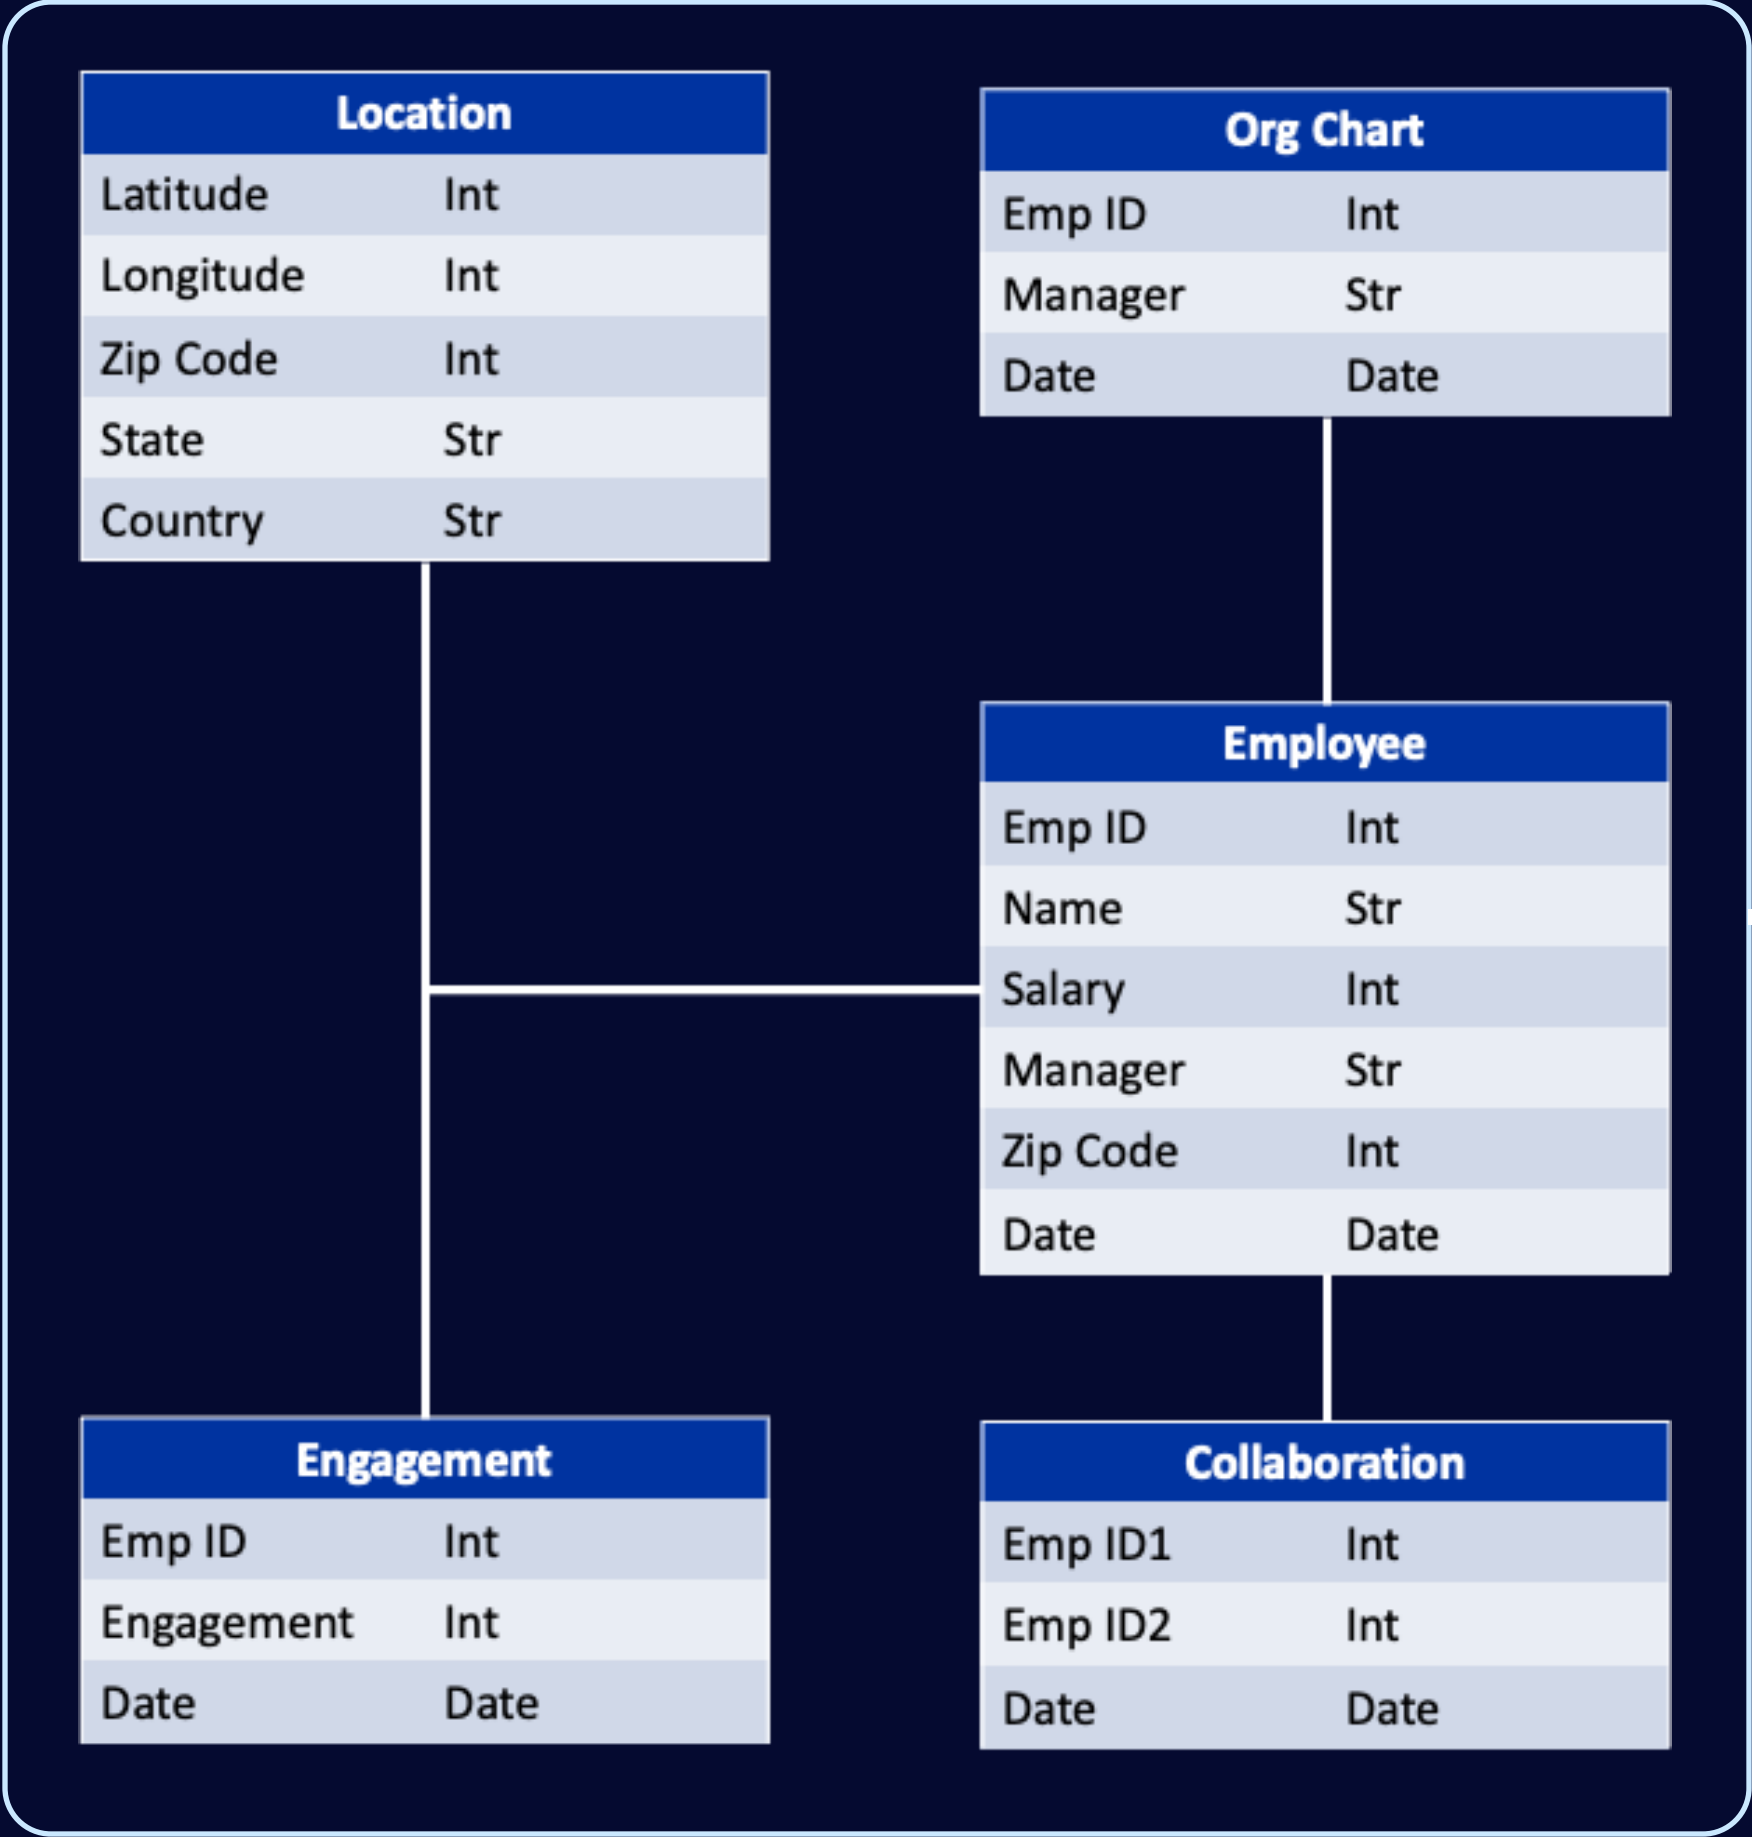 Location
Latitude Int
Longitude Int
Zip Code Int
State Str
Country Str
Org Chart
Emp ID Int
Manager Str
Date Date
Employee
Emp ID Int
Name Str
Salary Int
Manager Str
Zip Code Int
Date Date
Engagement
Emp ID Int
Engagement Int
Date Date
Collaboration
Emp ID1 Int
Emp ID2 Int
Date Date